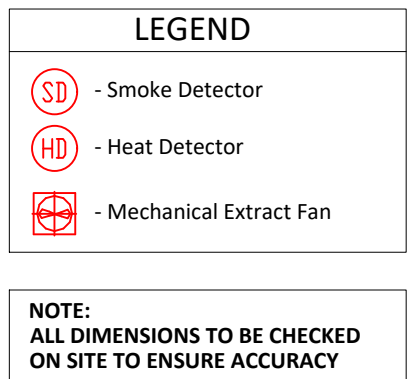 LEGEND
SD - Smoke Detector
HD - Heat Detector
- Mechanical Extract Fan
NOTE:
ALL DIMENSIONS TO BE CHECKED
ON SITE TO ENSURE ACCURACY